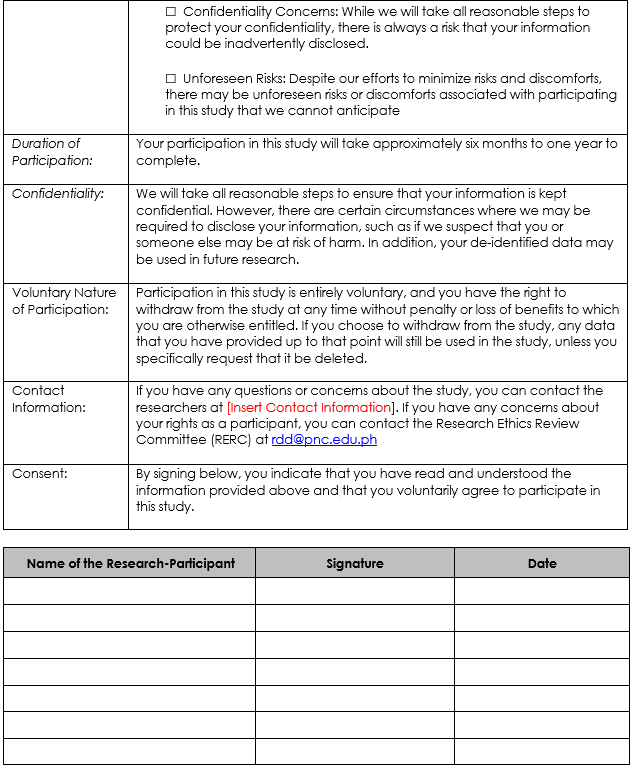 ☐ Confidentiality Concerns: While we will take all reasonable steps to
protect your confidentiality, there is always a risk that your information
could be inadvertently disclosed.
☐ Unforeseen Risks: Despite our efforts to minimize risks and discomforts,
there may be unforeseen risks or discomforts associated with participating
in this study that we cannot anticipate
Duration of
Participation:
Your participation in this study will take approximately six months to one year to
complete.
Confidentiality:
We will take all reasonable steps to ensure that your information is kept
confidential. However, there are certain circumstances where we may be
required to disclose your information, such as if we suspect that you or
someone else may be at risk of harm. In addition, your de-identified data may
be used in future research.
Voluntary Nature
of Participation:
Participation in this study is entirely voluntary, and you have the right to
withdraw from the study at any time without penalty or loss of benefits to which
you are otherwise entitled. If you choose to withdraw from the study, any data
that you have provided up to that point will still be used in the study, unless you
specifically request that it be deleted.
Contact
Information:
If you have any questions or concerns about the study, you can contact the
researchers at [Insert Contact Information]. If you have any concerns about
your rights as a participant, you can contact the Research Ethics Review
Committee (RERC) at rdd@pnc.edu.ph
Consent:
By signing below, you indicate that you have read and understood the
information provided above and that you voluntarily agree to participate in
this study.
Name of the Research-Participant
Signature
Date